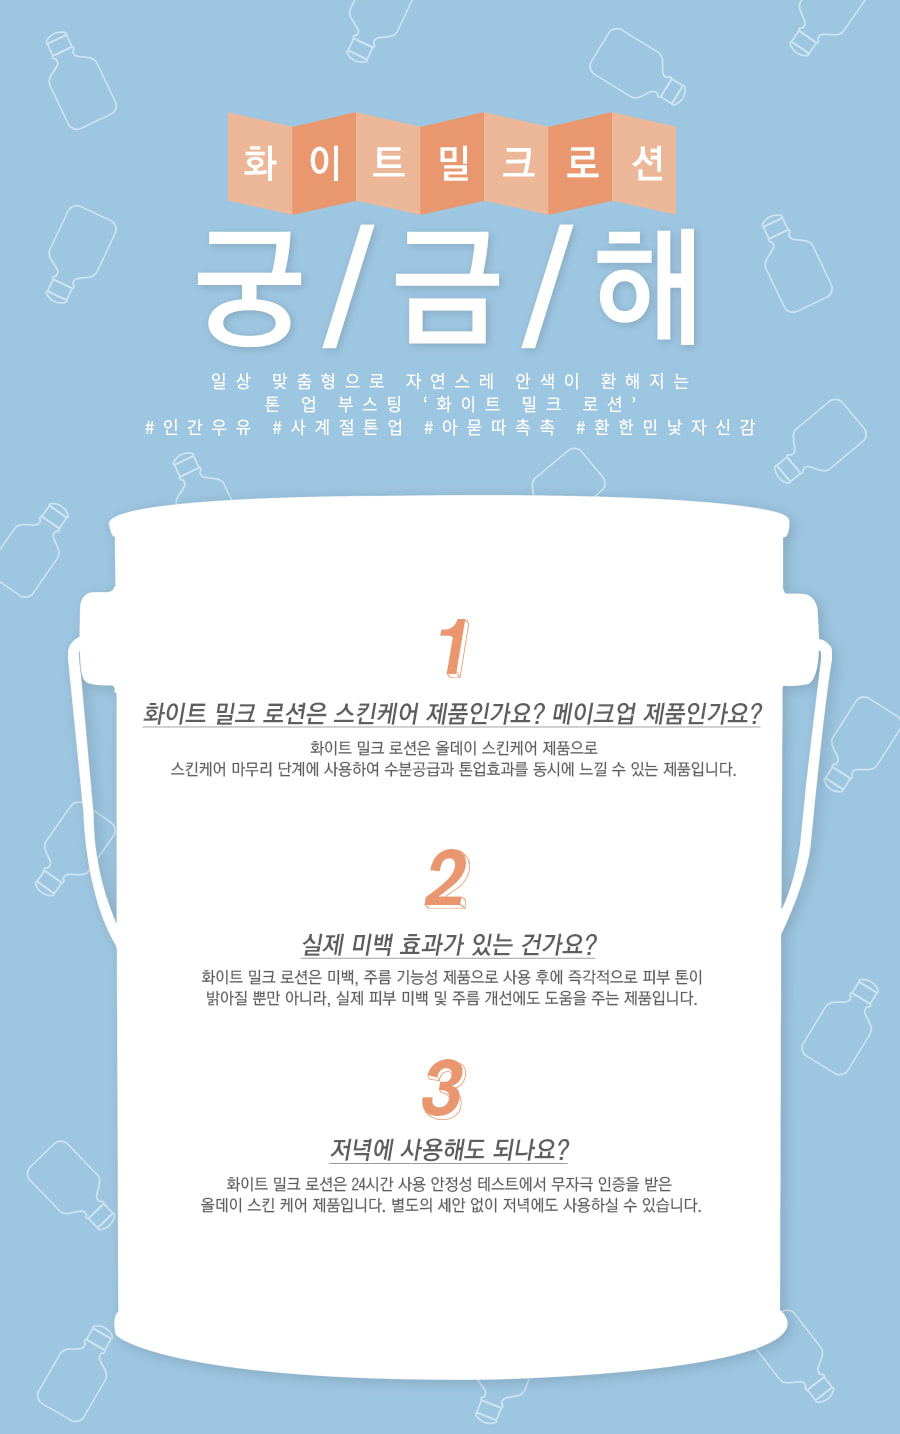 화이트밀크로션
궁/금/해
일상 맞춤형으로 자연스레 안색이 환해지는
톤 업 부스팅 ‘화이트 밀크 로션’
#인간우유 #사계절톤업 #아묻따촉촉 #환한민낯자신감
1
화이트 밀크 로션은 스킨케어 제품인가요? 메이크업 제품인가요?
화이트 밀크 로션은 올데이 스킨케어 제품으로
스킨케어 마무리 단계에 사용하여 수분공급과 톤업효과를 동시에 느낄 수 있는 제품입니다.
2
실제 미백 효과가 있는 건가요?
화이트 밀크 로션은 미백, 주름 기능성 제품으로 사용 후에 즉각적으로 피부 톤이
밝아질 뿐만 아니라, 실제 피부 미백 및 주름 개선에도 도움을 주는 제품입니다.
3
저녁에 사용해도 되나요?
화이트 밀크 로션은 24시간 사용 안정성 테스트에서 무자극 인증을 받은
올데이 스킨 케어 제품입니다. 별도의 세안 없이 저녁에도 사용하실 수 있습니다.